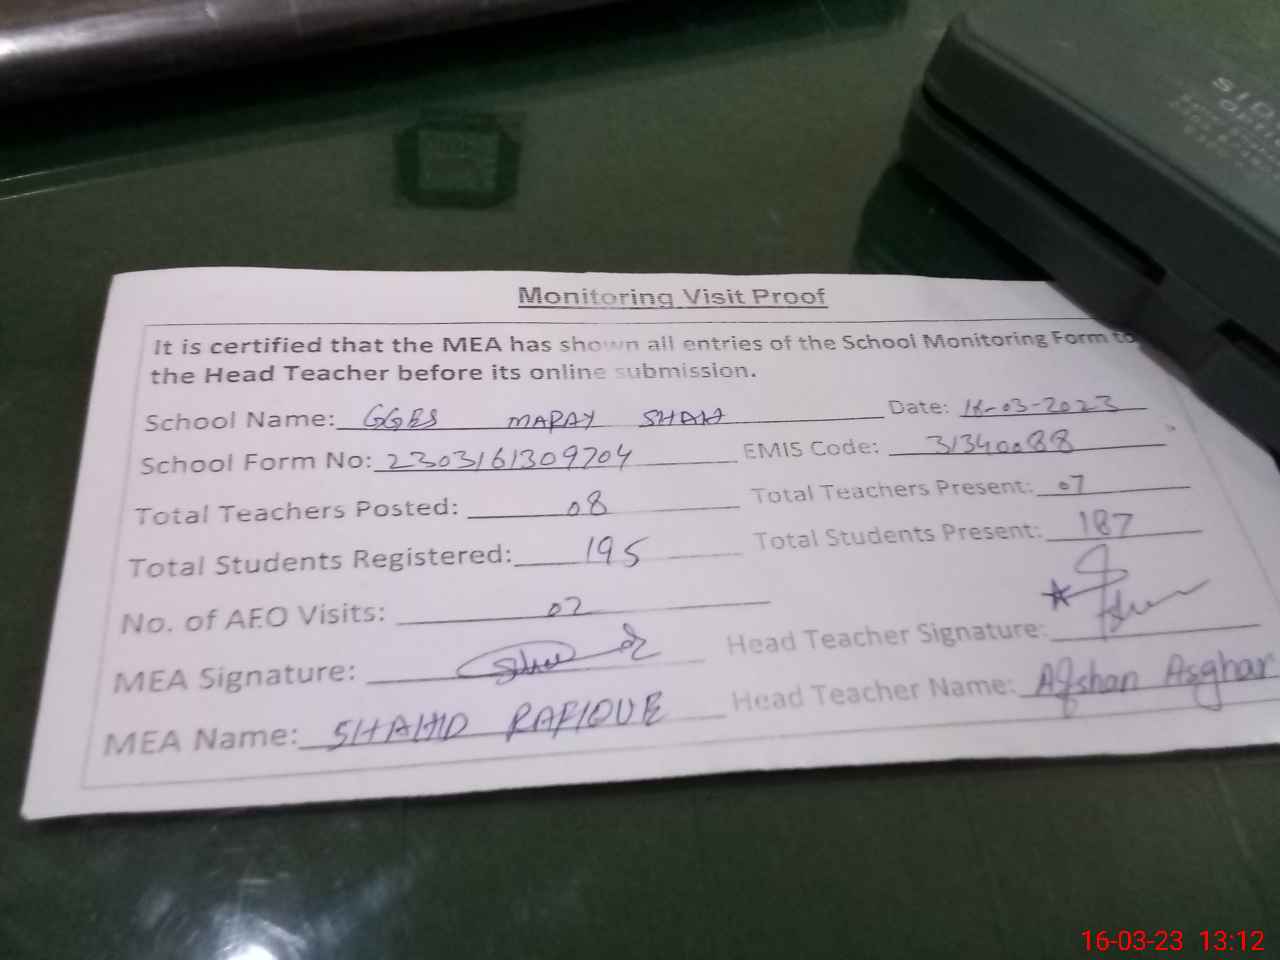 Monitoring Visit Proof
It is certified that the MEA has shown all entries of the School Monitoring Form to
the Head Teacher before its online submission.
School Name: GGES MARAY SHAH Date: 16-03-2023
School Form No: 2303161309704 EMIS Code: 31340088
Total Teachers Posted: 08 Total Teachers Present: 07
Total Students Registered: 195 Total Students Present: 187
No. of AEO Visits: 02
MEA Signature: Head Teacher Signature:
MEA Name: SHAHID RAFIQUE Head Teacher Name: Afshan Asghar
16-03-23 13:12